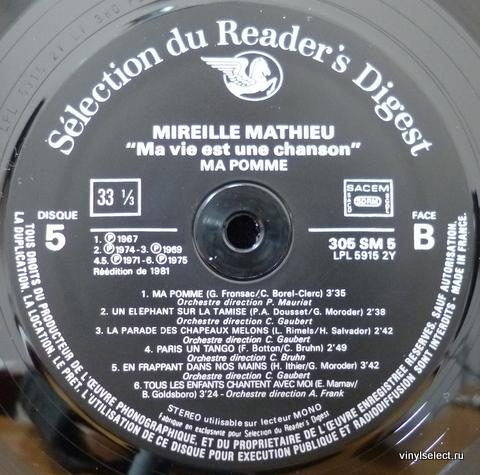 Sélection du Reader's Digest
MIREILLE MATHIEU
"Ma vie est une chanson"
MA POMME
33 1/3
SACEM
SACD SDRM SGDL
DISQUE
5
FACE
B
1. ℗ 1967
2. ℗ 1974-3. ℗ 1969
4.5. ℗ 1971-6. ℗ 1975
Réédition de 1981
305 SM 5
LPL 5915 2Y
1. MA POMME (G. Fronsac/C. Borel-Clerc) 3'35
Orchestre direction P. Mauriat
2. UN ELEPHANT SUR LA TAMISE (P.A. Dousset/G. Moroder) 2'38
Orchestre direction C. Gaubert
3. LA PARADE DES CHAPEAUX MELONS (L. Rimels/H. Salvador) 2'42
Orchestre direction C. Gaubert
4. PARIS UN TANGO (F. Botton/C. Bruhn) 2'49
Orchestre direction C. Bruhn
5. EN FRAPPANT DANS NOS MAINS (H. Ithier/G. Moroder) 3'42
Orchestre direction C. Gaubert
6. TOUS LES ENFANTS CHANTENT AVEC MOI (E. Marnay/
B. Goldsboro) 3'24 - Orchestre direction A. Frank
STEREO utilisable sur lecteur MONO
Fabriqué en exclusivité pour Sélection du Reader's Digest
TOUS DROITS DU PRODUCTEUR DE L'ŒUVRE PHONOGRAPHIQUE, ET DU PROPRIETAIRE DE L'ŒUVRE ENREGISTREE RESERVES, SAUF AUTORISATION.
LA DUPLICATION, LA LOCATION, LE PRET, L'UTILISATION DE CE DISQUE POUR EXECUTION PUBLIQUE ET RADIODIFFUSION SONT INTERDITS - MADE IN FRANCE.
LPL 5915 2Y
vinylselect.ru